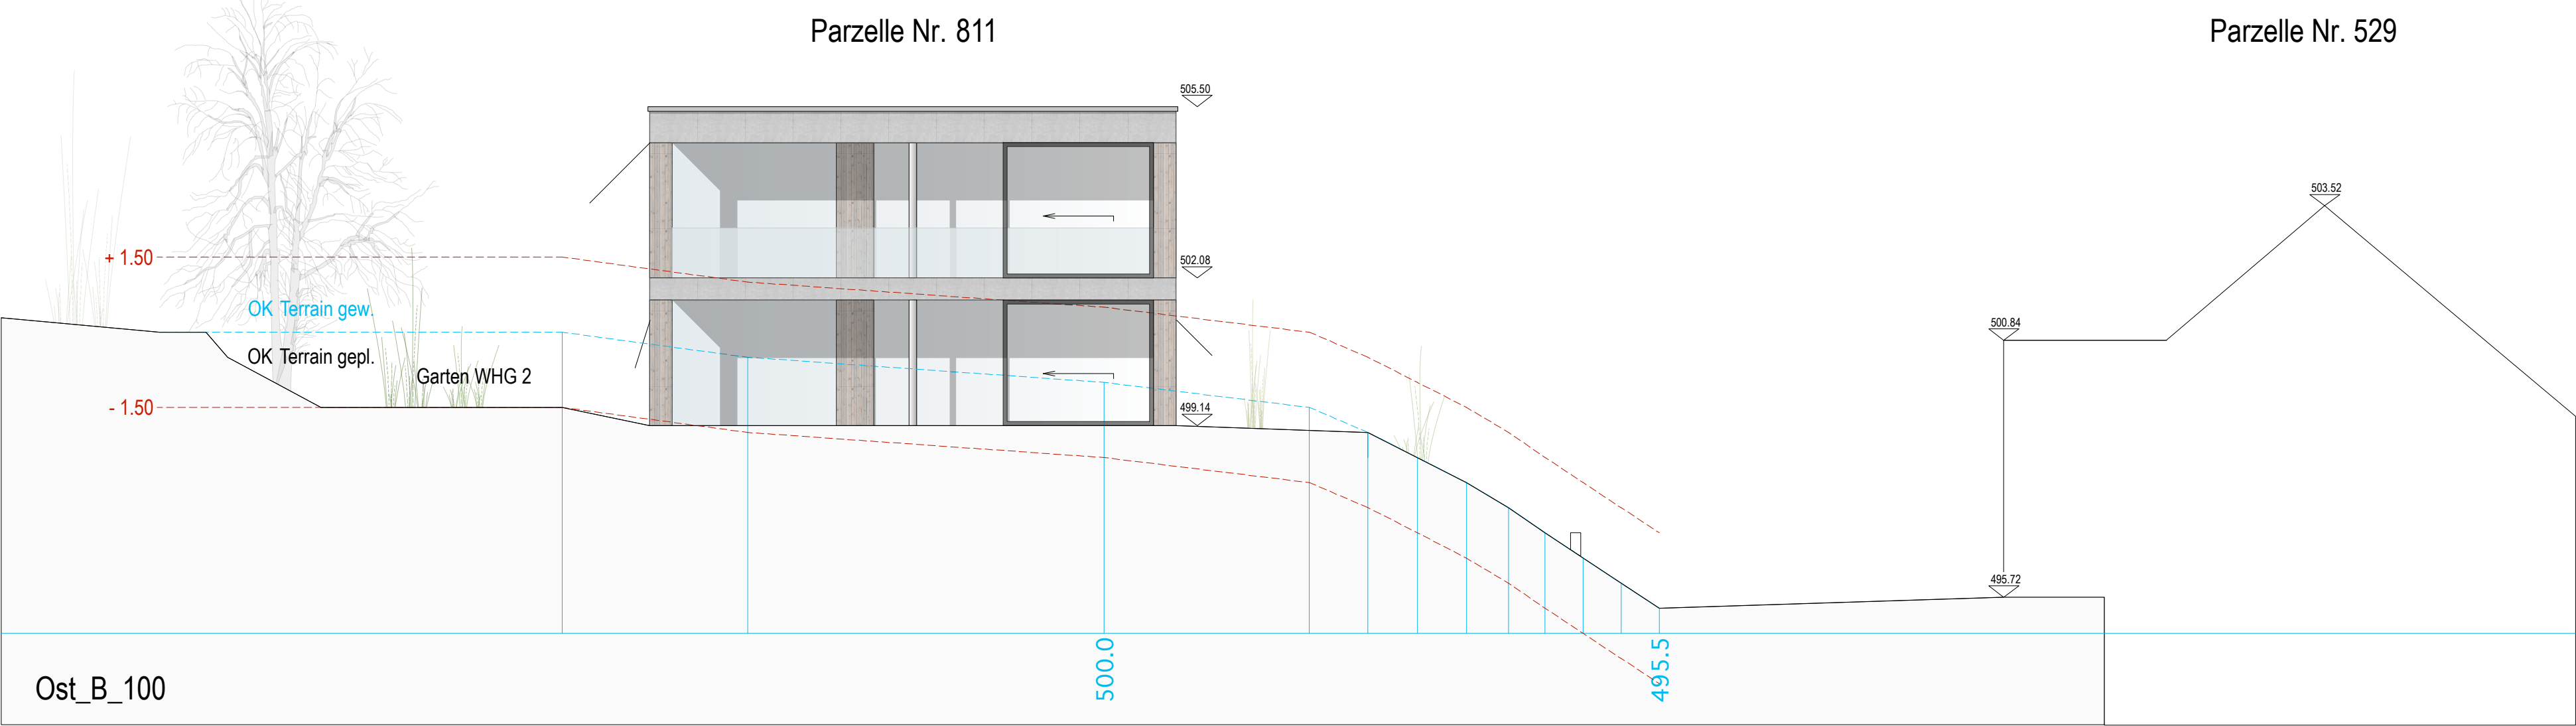 Parzelle Nr. 811
Parzelle Nr. 529
505.50
503.52
+ 1.50
502.08
OK Terrain gew.
500.84
OK Terrain gepl.
Garten WHG 2
- 1.50
499.14
495.72
500.0
495.5
Ost_B_100